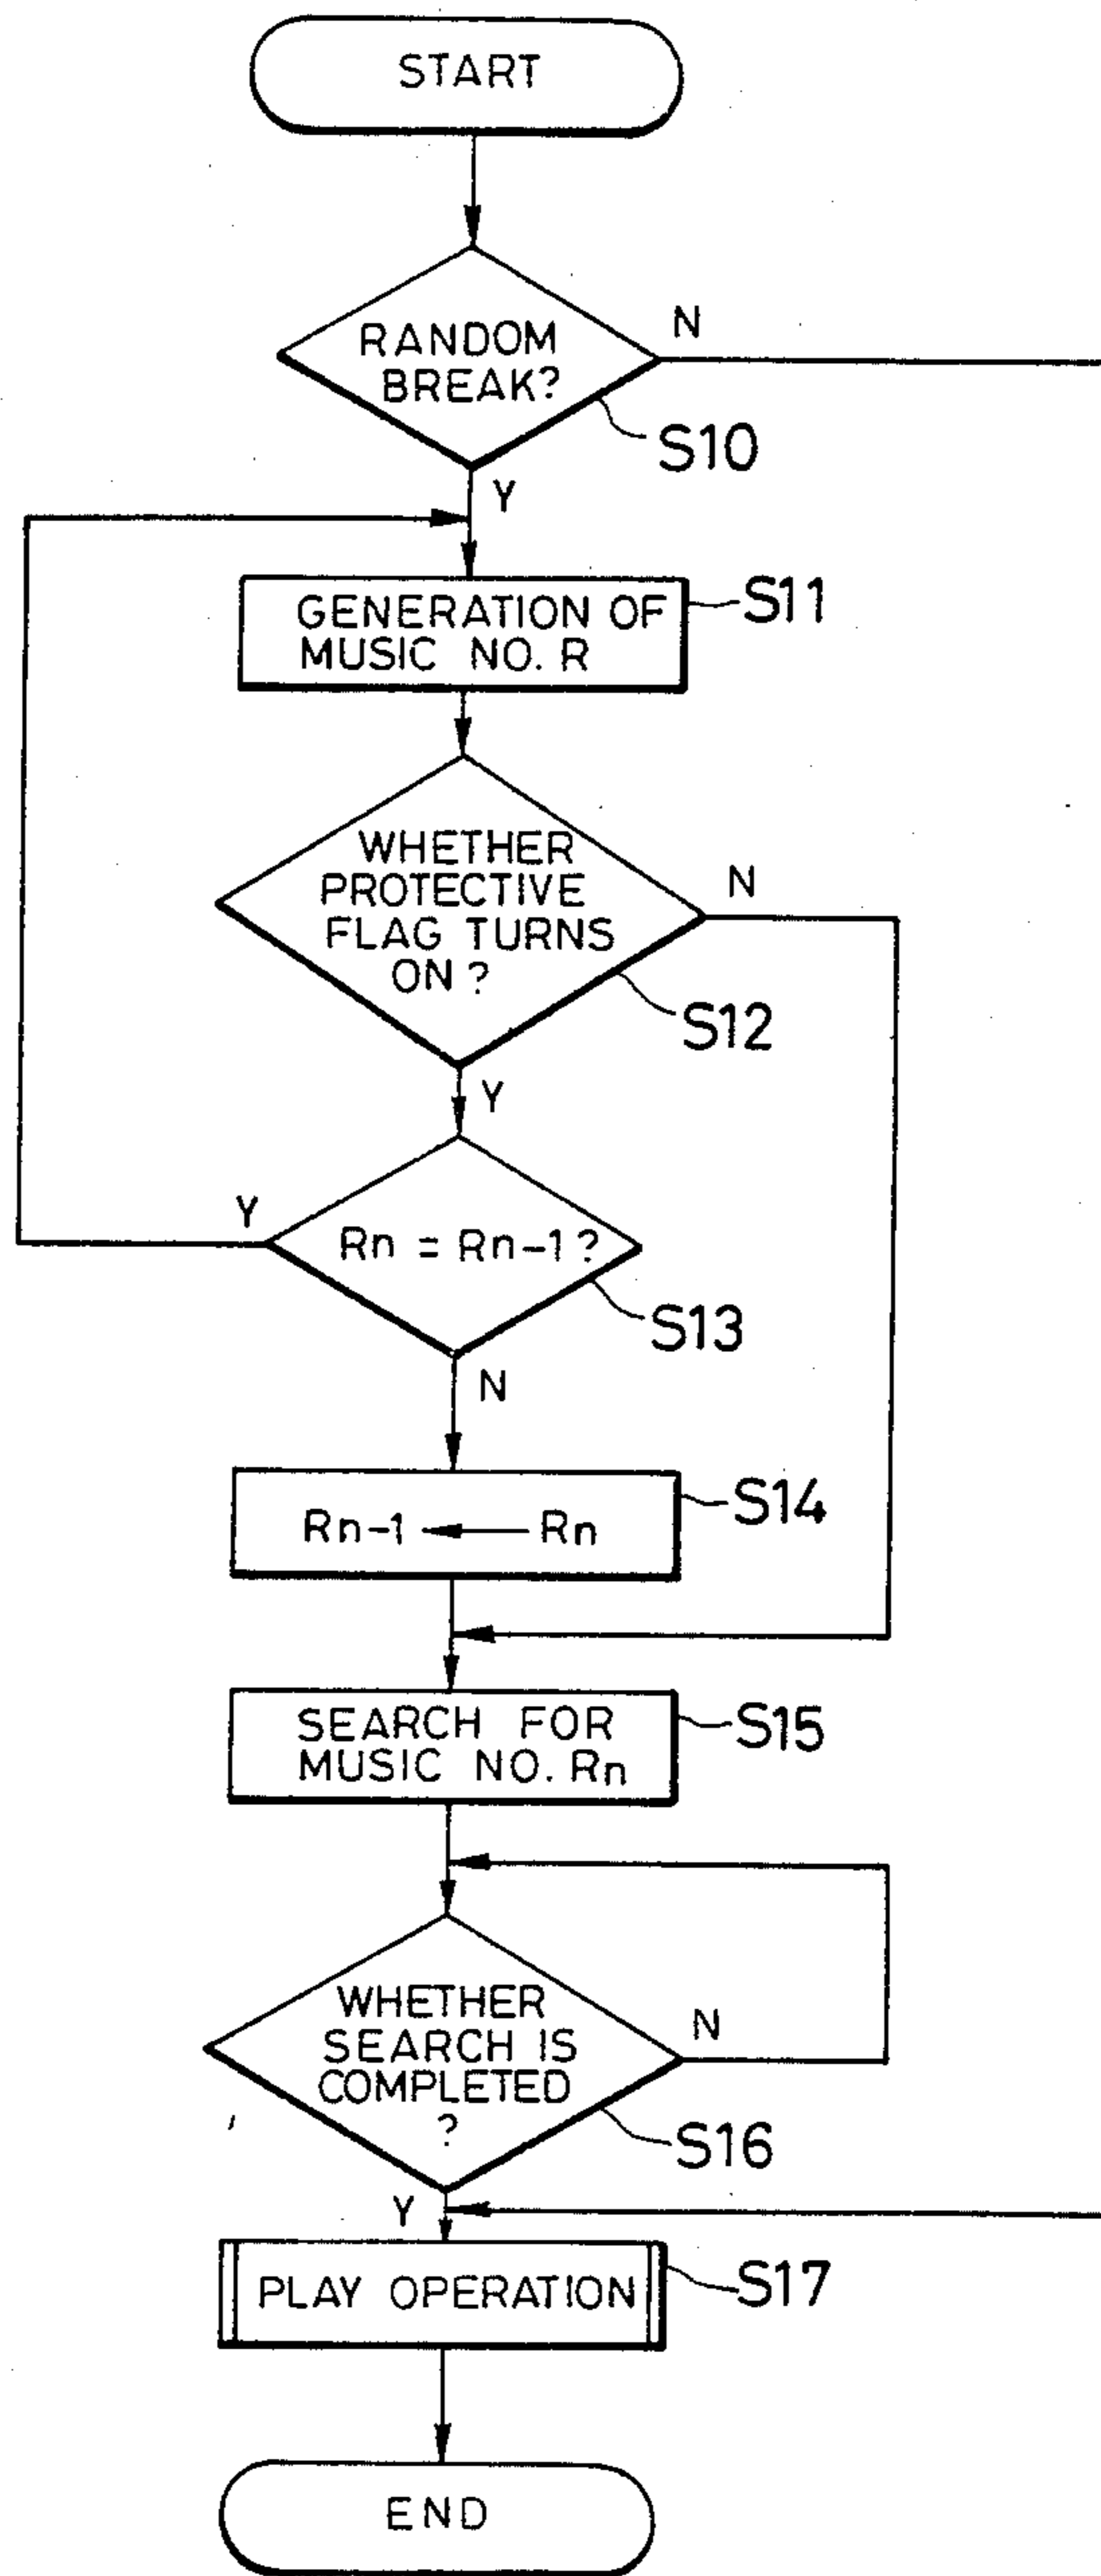 START
N
RANDOM
BREAK?
S10
Y
GENERATION OF
MUSIC NO. R
S11
WHETHER
PROTECTIVE
FLAG TURNS
ON?
N
S12
Y
Y
Rn = Rn-1?
S13
N
Rn-1 ← Rn
S14
SEARCH FOR
MUSIC NO. Rn
S15
WHETHER
SEARCH IS
COMPLETED
?
N
S16
Y
PLAY OPERATION
S17
END